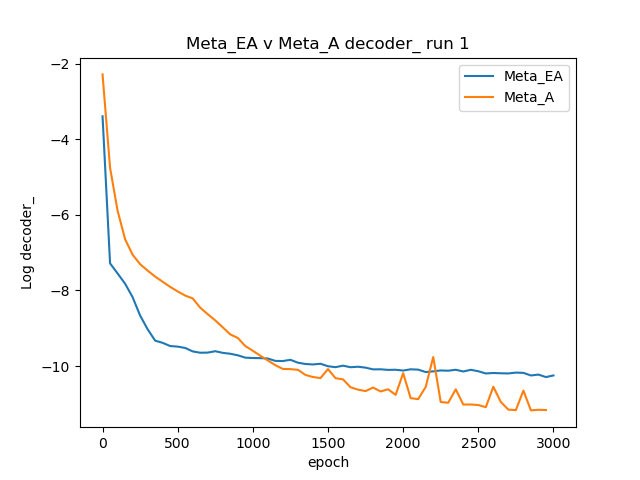 Meta_EA v Meta_A decoder_ run 1
Meta_EA
Meta_A
Log decoder_
−2
−4
−6
−8
−10
0
500
1000
1500
2000
2500
3000
epoch